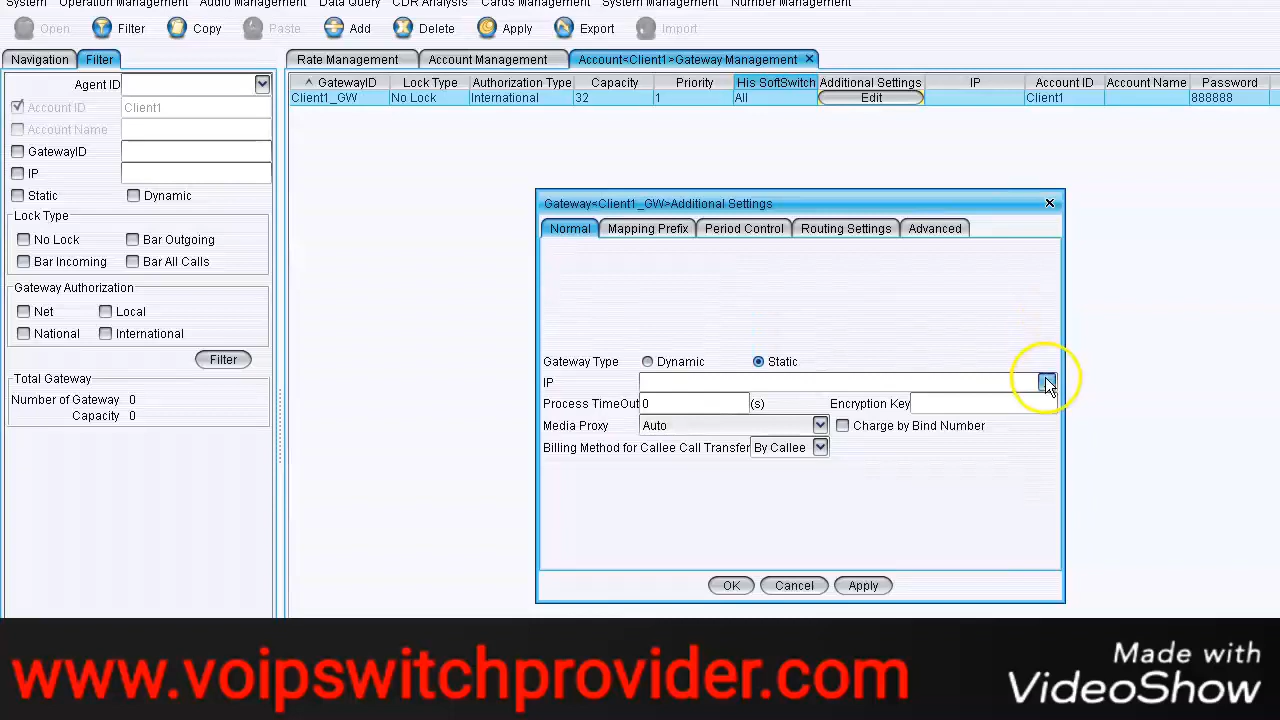 System Operation Management Audio Management Data Query CDR Analysis Cards Management System Management Number Management
Open Filter Copy Paste Add Delete Apply Export Import
Navigation Filter Rate Management Account Management Account<Client1>Gateway Management
Agent ID
Account ID Client1
Account Name
GatewayID
IP
Static Dynamic
Lock Type
No Lock Bar Outgoing
Bar Incoming Bar All Calls
Gateway Authorization
Net Local
National International
Filter
Total Gateway
Number of Gateway 0
Capacity 0
GatewayID Lock Type Authorization Type Capacity Priority His SoftSwitch Additional Settings IP Account ID Account Name Password
Client1_GW No Lock International 32 1 All Edit Client1 888888
Gateway<Client1_GW>Additional Settings
Normal Mapping Prefix Period Control Routing Settings Advanced
Gateway Type Dynamic Static
IP
Process TimeOut 0 (s) Encryption Key
Media Proxy Auto Charge by Bind Number
Billing Method for Callee Call Transfer By Callee
OK Cancel Apply
www.voipswitchprovider.com
Made with
VideoShow